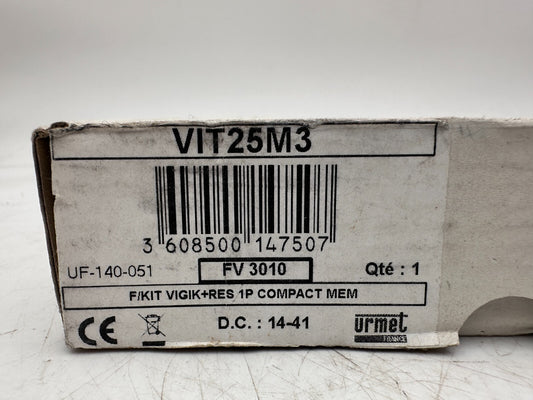 VIT25M3
3 608500 147507
UF-140-051 FV 3010 Qté : 1
F/KIT VIGIK+RES 1P COMPACT MEM
CE D.C. : 14-41 urmet
FRANCE